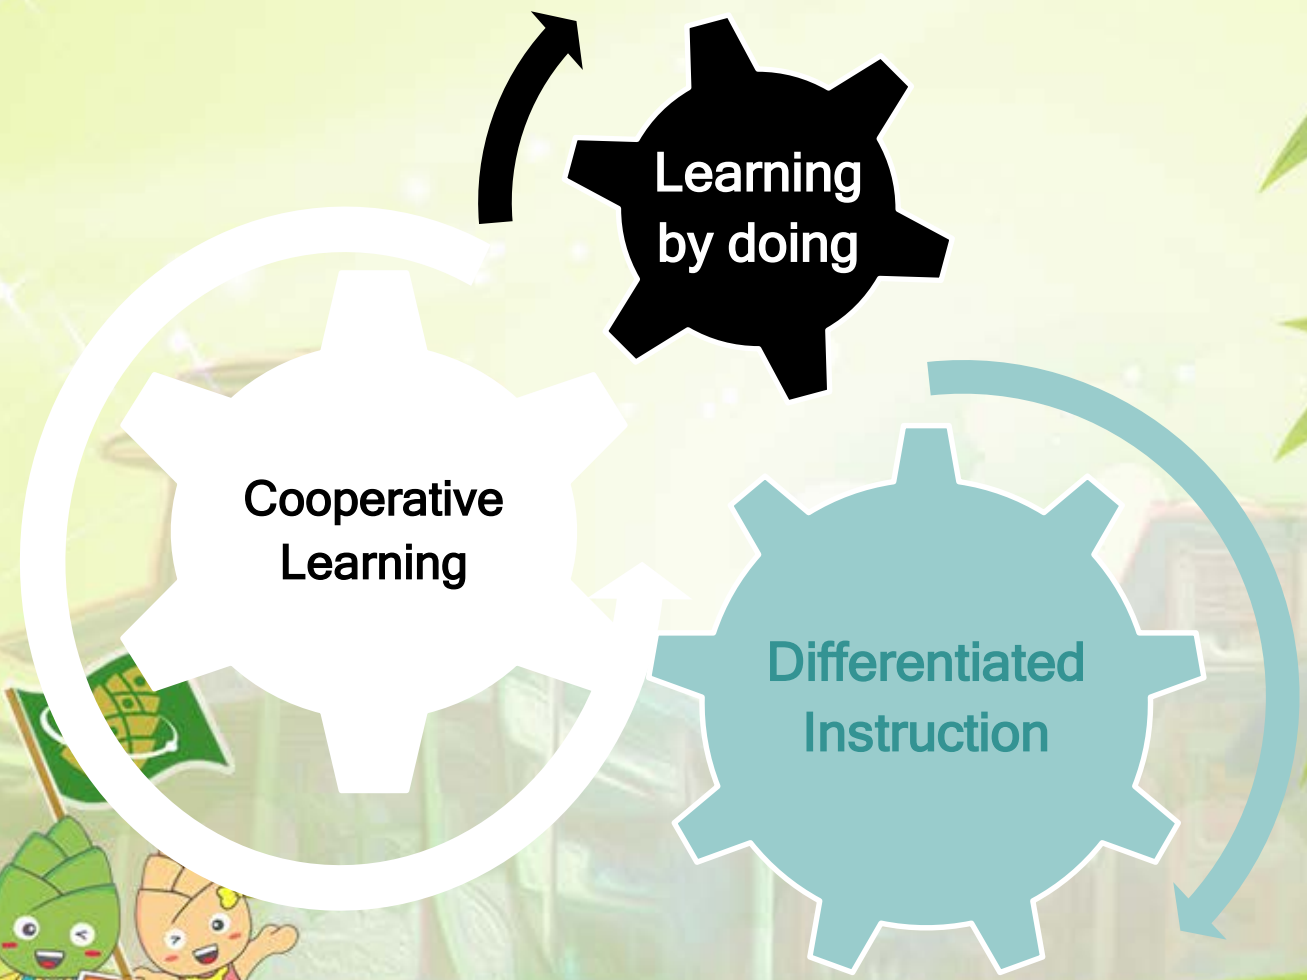 Learning
by doing
Cooperative
Learning
Differentiated
Instruction